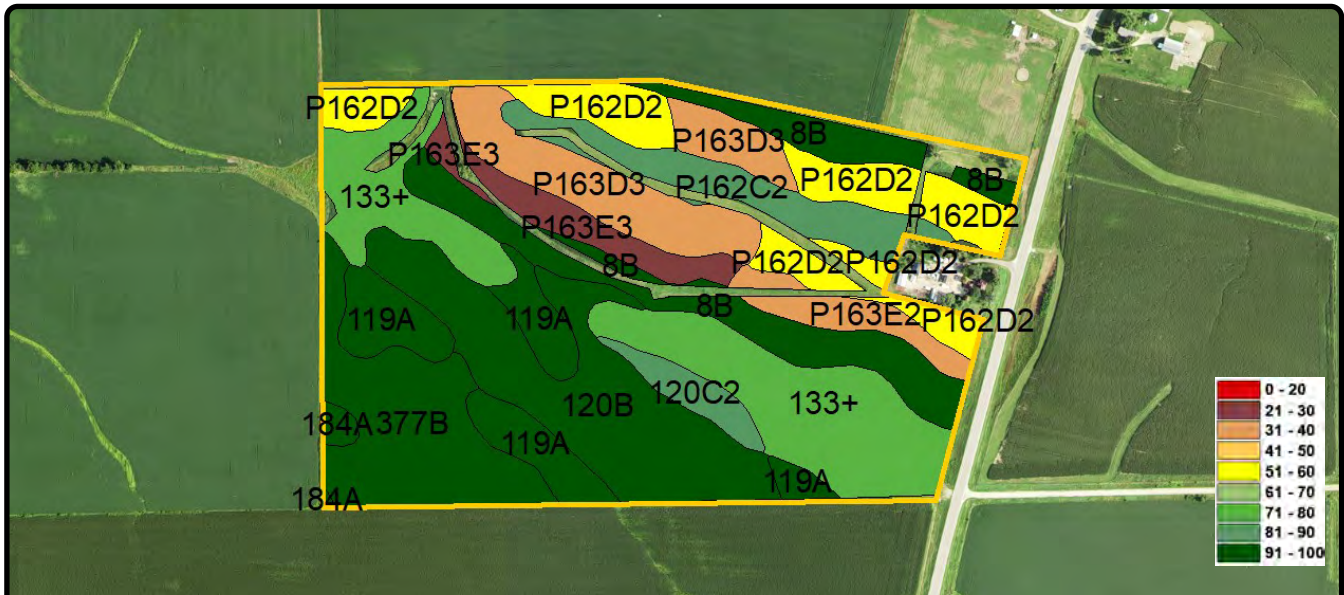 P162D2
P162D2
P163D3
8B
P163E3
P163D3
P162C2
P162D2
8B
133+
P162D2
P163E3
8B
P162D2
P162D2
119A
119A
8B
P163E2
P162D2
120B
120C2
133+
184A
377B
119A
119A
184A
0 - 20
21 - 30
31 - 40
41 - 50
51 - 60
61 - 70
71 - 80
81 - 90
91 - 100